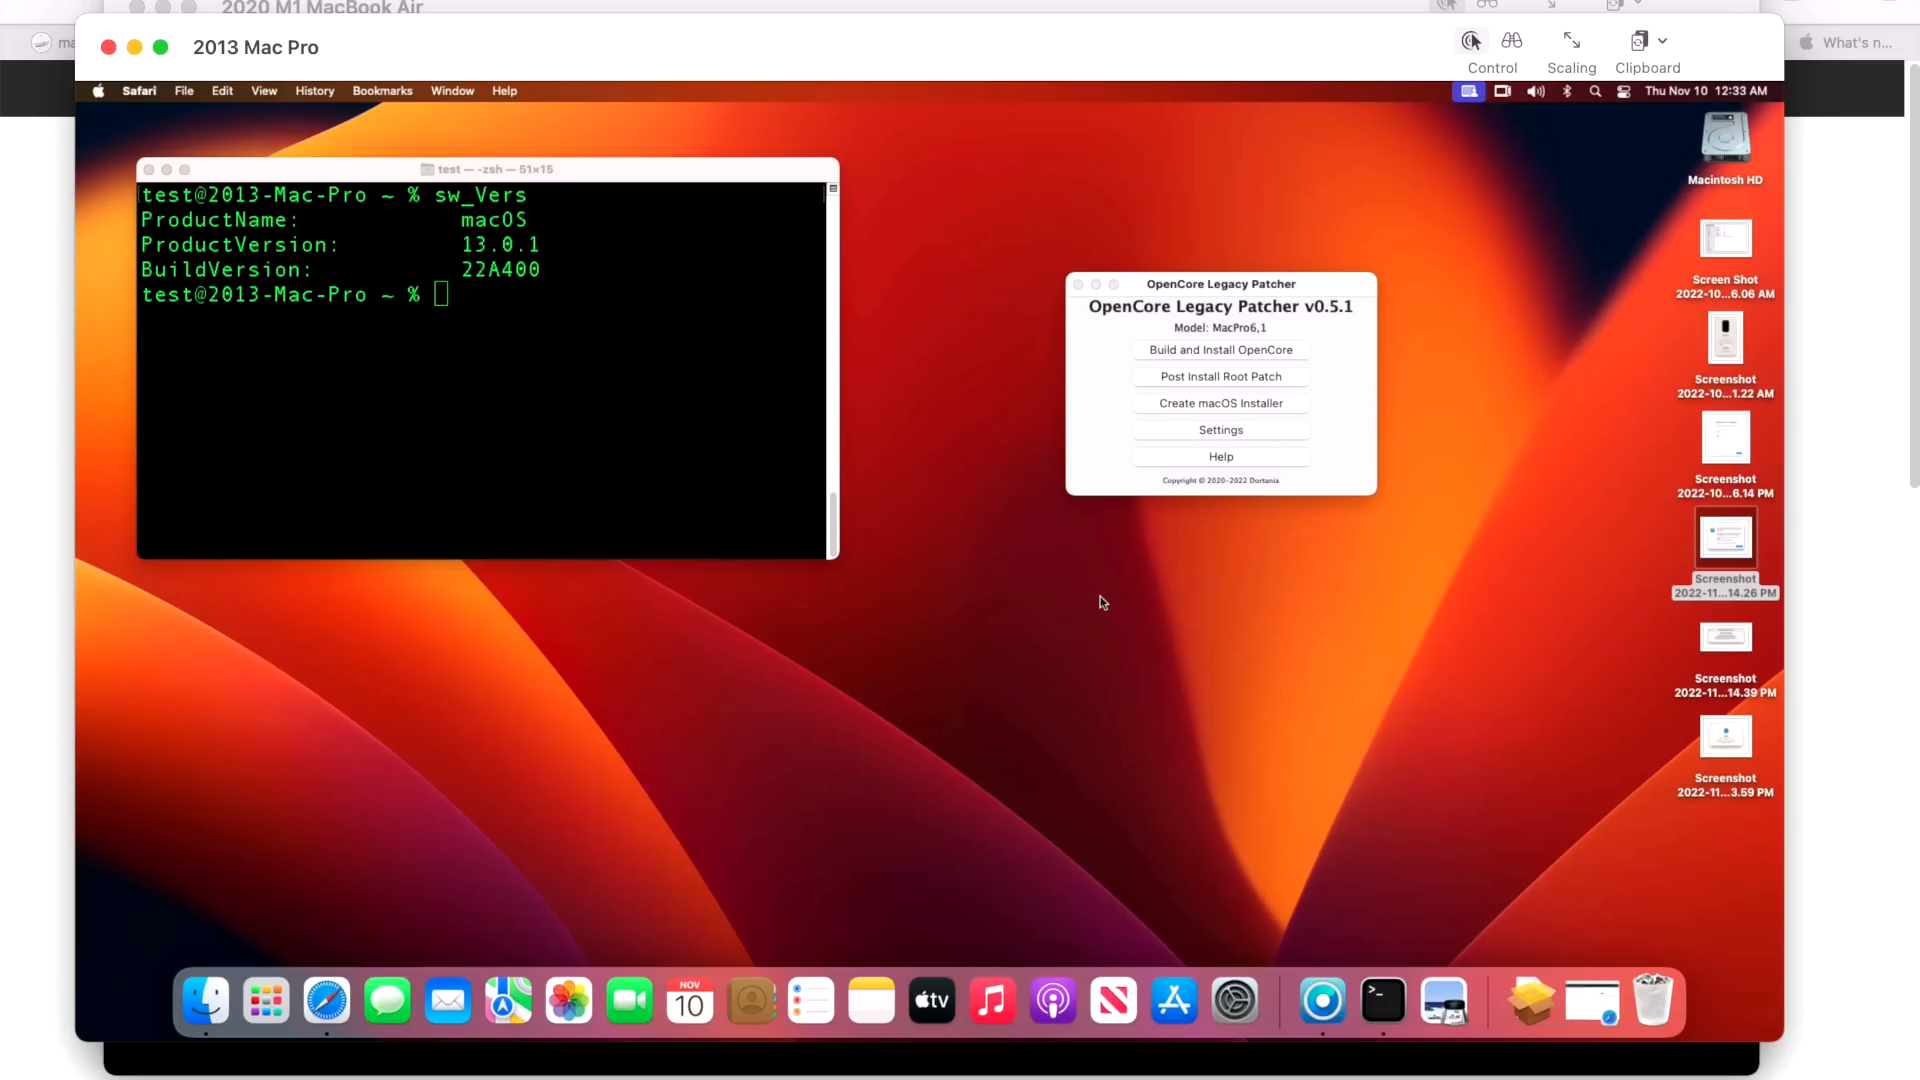 2020 M1 MacBook Air
ma
2013 Mac Pro
Control
Scaling
Clipboard
What's n...
Safari File Edit View History Bookmarks Window Help
Thu Nov 10 12:33 AM
test — -zsh — 51×15
test@2013-Mac-Pro ~ % sw_Vers
ProductName: macOS
ProductVersion: 13.0.1
BuildVersion: 22A400
test@2013-Mac-Pro ~ %
OpenCore Legacy Patcher
OpenCore Legacy Patcher v0.5.1
Model: MacPro6,1
Build and Install OpenCore
Post Install Root Patch
Create macOS Installer
Settings
Help
Copyright © 2020-2022 Dortania
Macintosh HD
Screen Shot
2022-10...6.06 AM
Screenshot
2022-10...1.22 AM
Screenshot
2022-10...6.14 PM
Screenshot
2022-11...14.26 PM
Screenshot
2022-11...14.39 PM
Screenshot
2022-11...3.59 PM
NOV
10
tv
>_